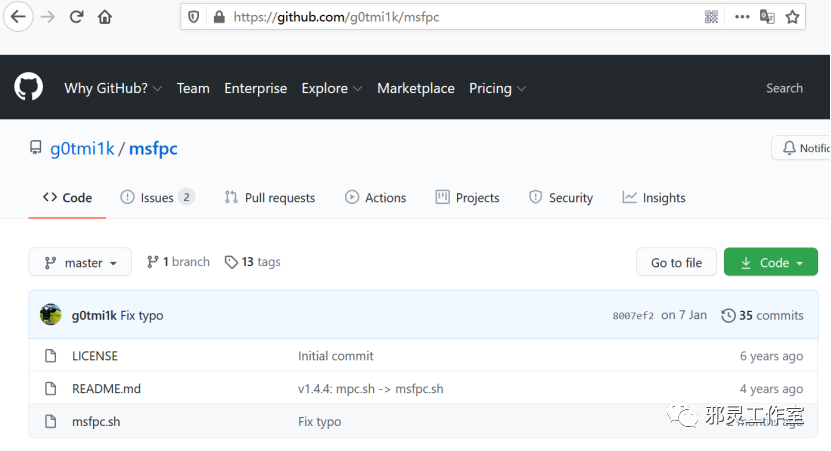 https://github.com/g0tmi1k/msfpc
Why GitHub? Team Enterprise Explore Marketplace Pricing Search
g0tmi1k / msfpc
Notific
Code Issues 2 Pull requests Actions Projects Security Insights
master 1 branch 13 tags Go to file Code
g0tmi1k Fix typo 8007ef2 on 7 Jan 35 commits
LICENSE Initial commit 6 years ago
README.md v1.4.4: mpc.sh -> msfpc.sh 4 years ago
msfpc.sh Fix typo months ago
邪灵工作室